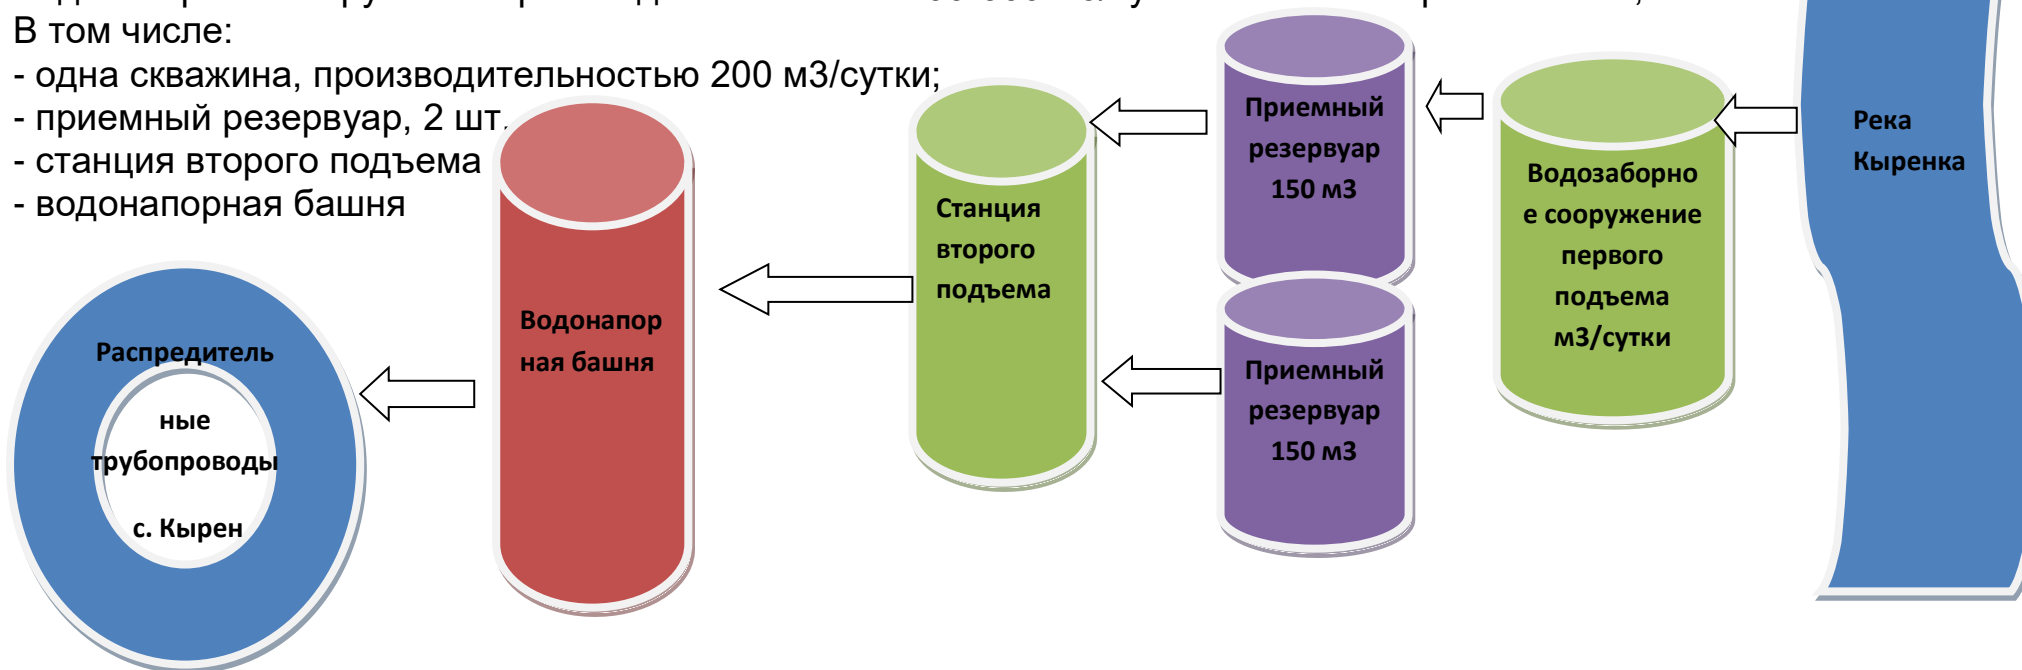 В том числе:
- одна скважина, производительностью 200 м3/сутки;
- приемный резервуар, 2 шт.
- станция второго подъема
- водонапорная башня
Распредитель
ные
трубопроводы
с. Кырен
Водонапор
ная башня
Станция
второго
подъема
Приемный
резервуар
150 м3
Приемный
резервуар
150 м3
Водозаборно
е сооружение
первого
подъема
м3/сутки
Река
Кыренка